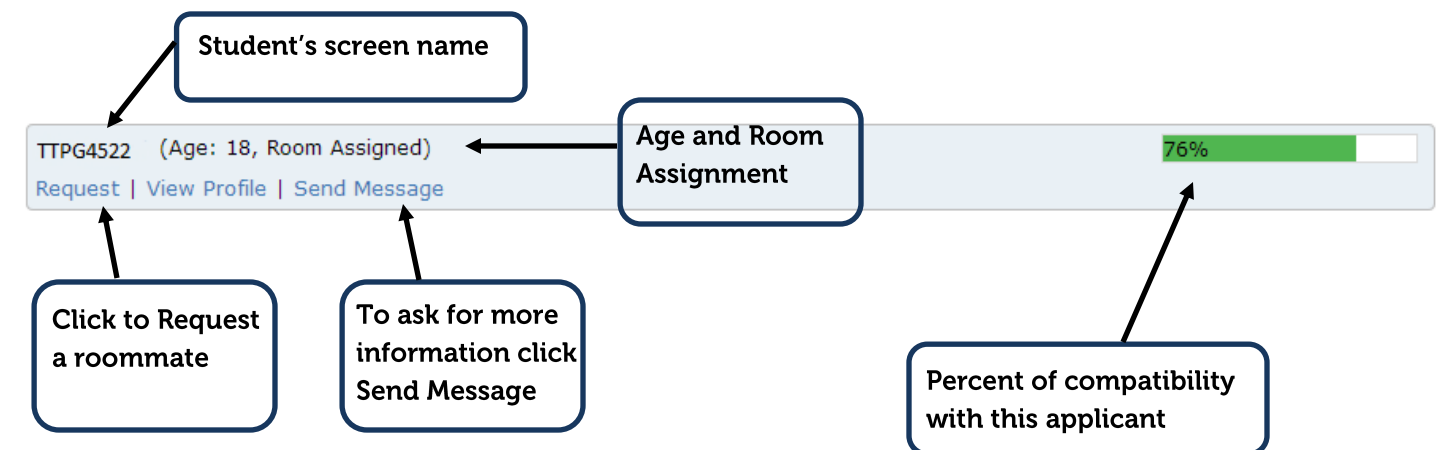 Student’s screen name
Age and Room
Assignment
TTPG4522 (Age: 18, Room Assigned)
76%
Request | View Profile | Send Message
Click to Request
a roommate
To ask for more
information click
Send Message
Percent of compatibility
with this applicant